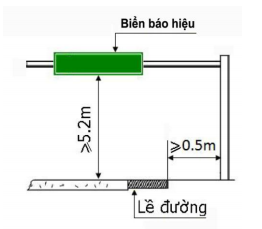 Biển báo hiệu
⩾5.2m
⩾0.5m
Lề đường